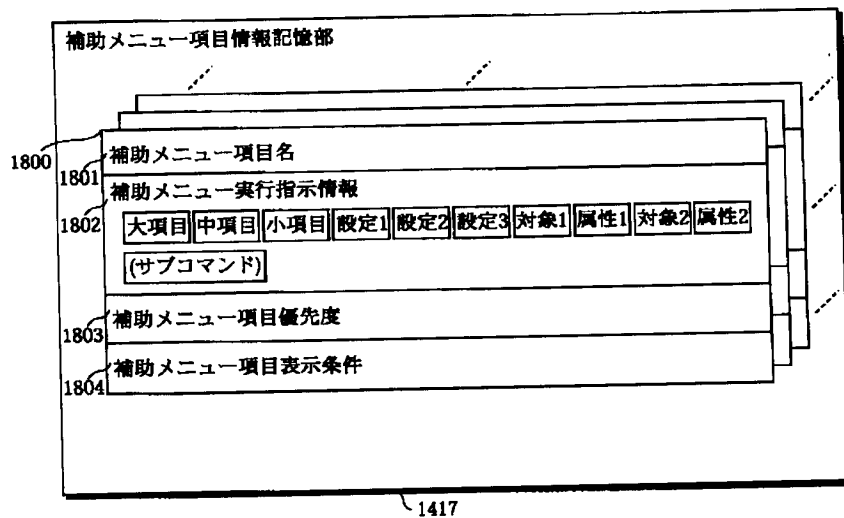 補助メニュー項目情報記憶部
1800
1801 補助メニュー項目名
補助メニュー実行指示情報
1802
大項目 中項目 小項目 設定1 設定2 設定3 対象1 属性1 対象2 属性2
(サブコマンド)
補助メニュー項目優先度
1803
補助メニュー項目表示条件
1804
1417